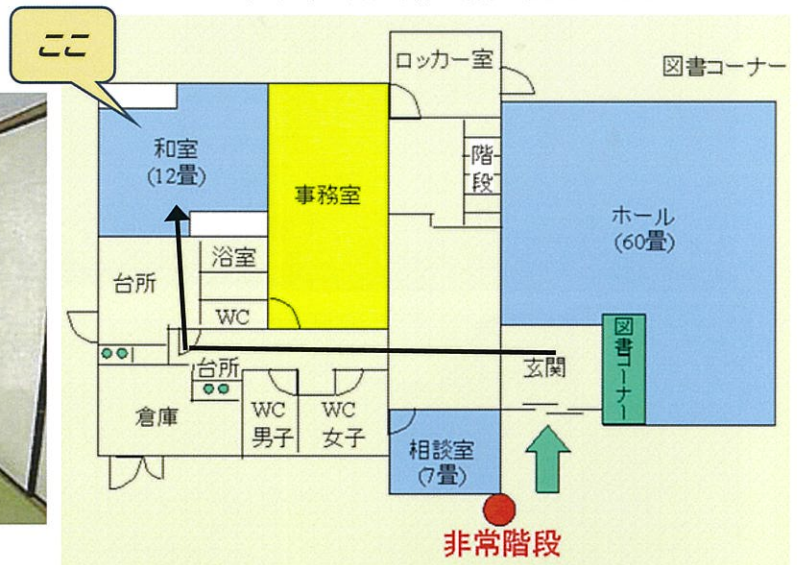 ここ
ロッカー室
図書コーナー
和室
(12畳)
事務室
階段
ホール
(60畳)
浴室
台所
WC
図書コーナー
台所
玄関
倉庫
WC
男子
WC
女子
相談室
(7畳)
非常階段